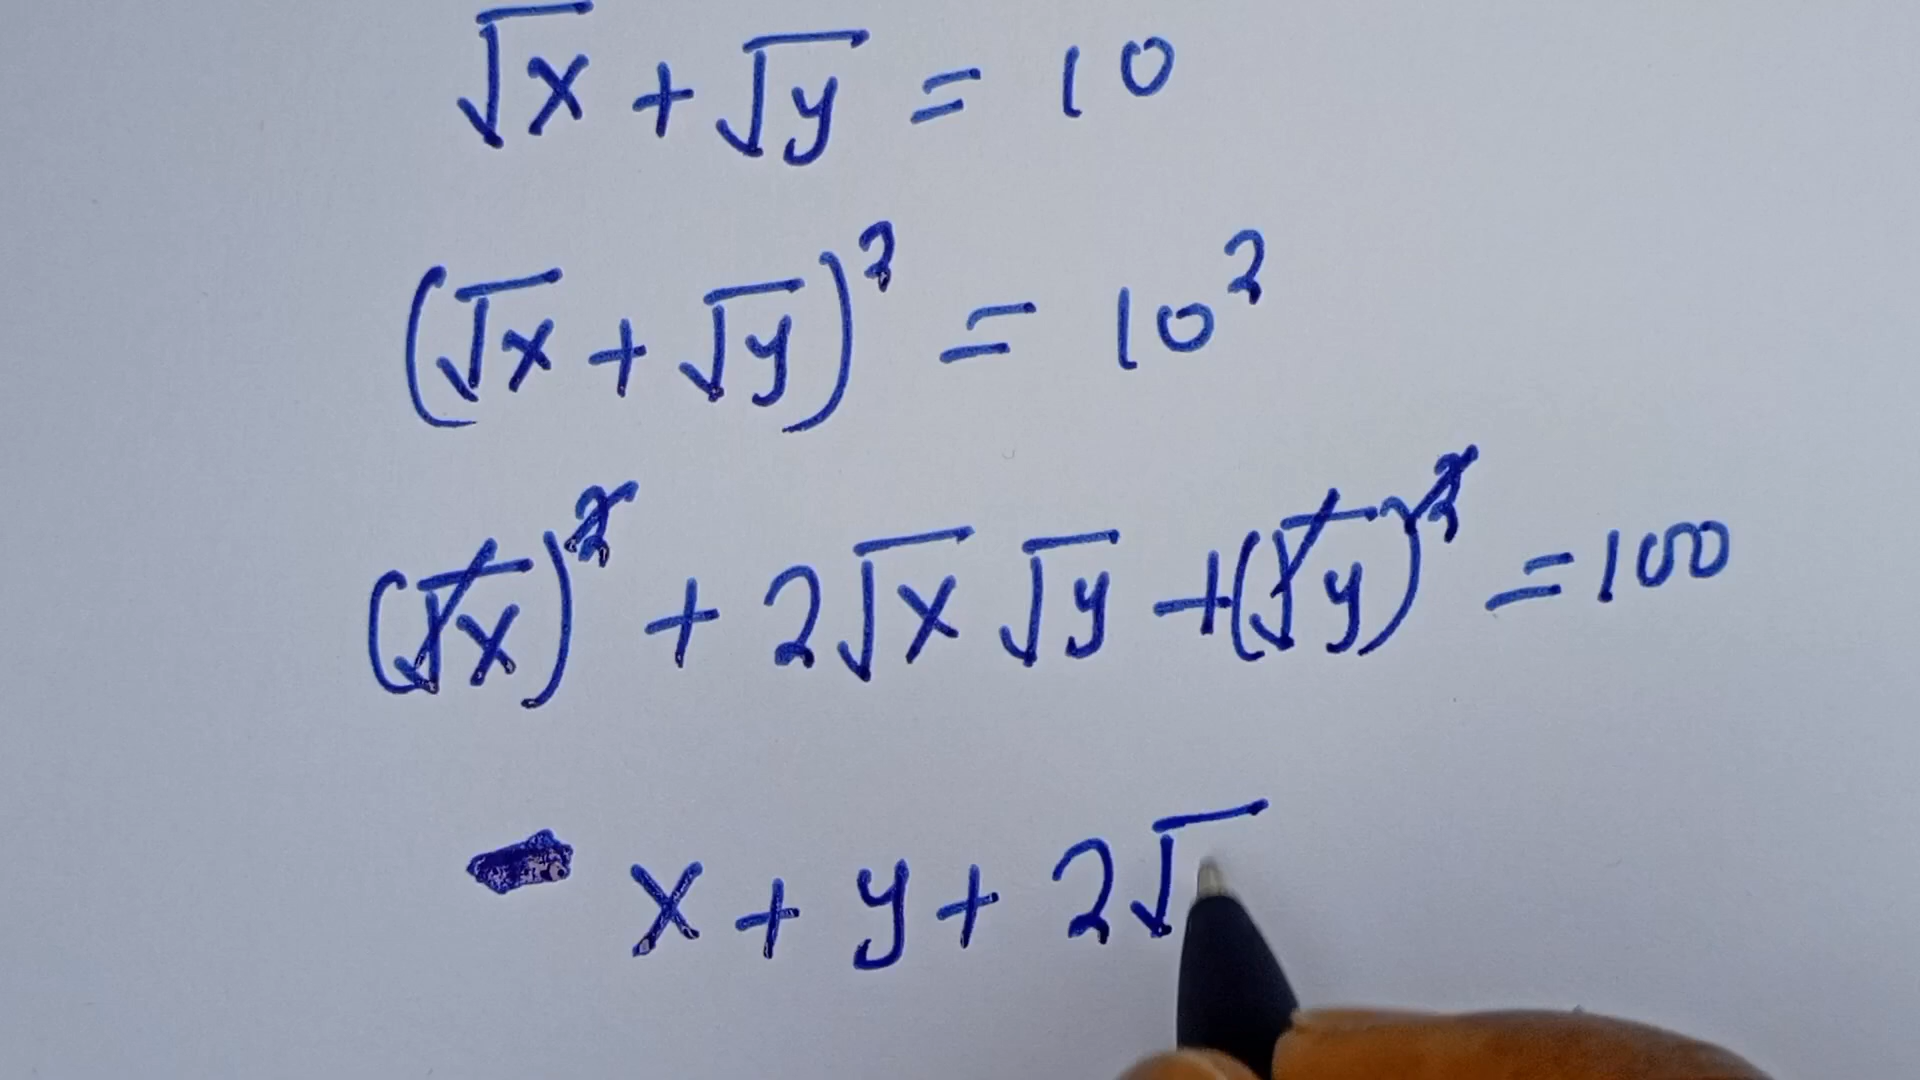 √x + √y = 10
(√x + √y)² = 10²
(√x)² + 2√x √y + (√y)² = 100
x + y + 2√